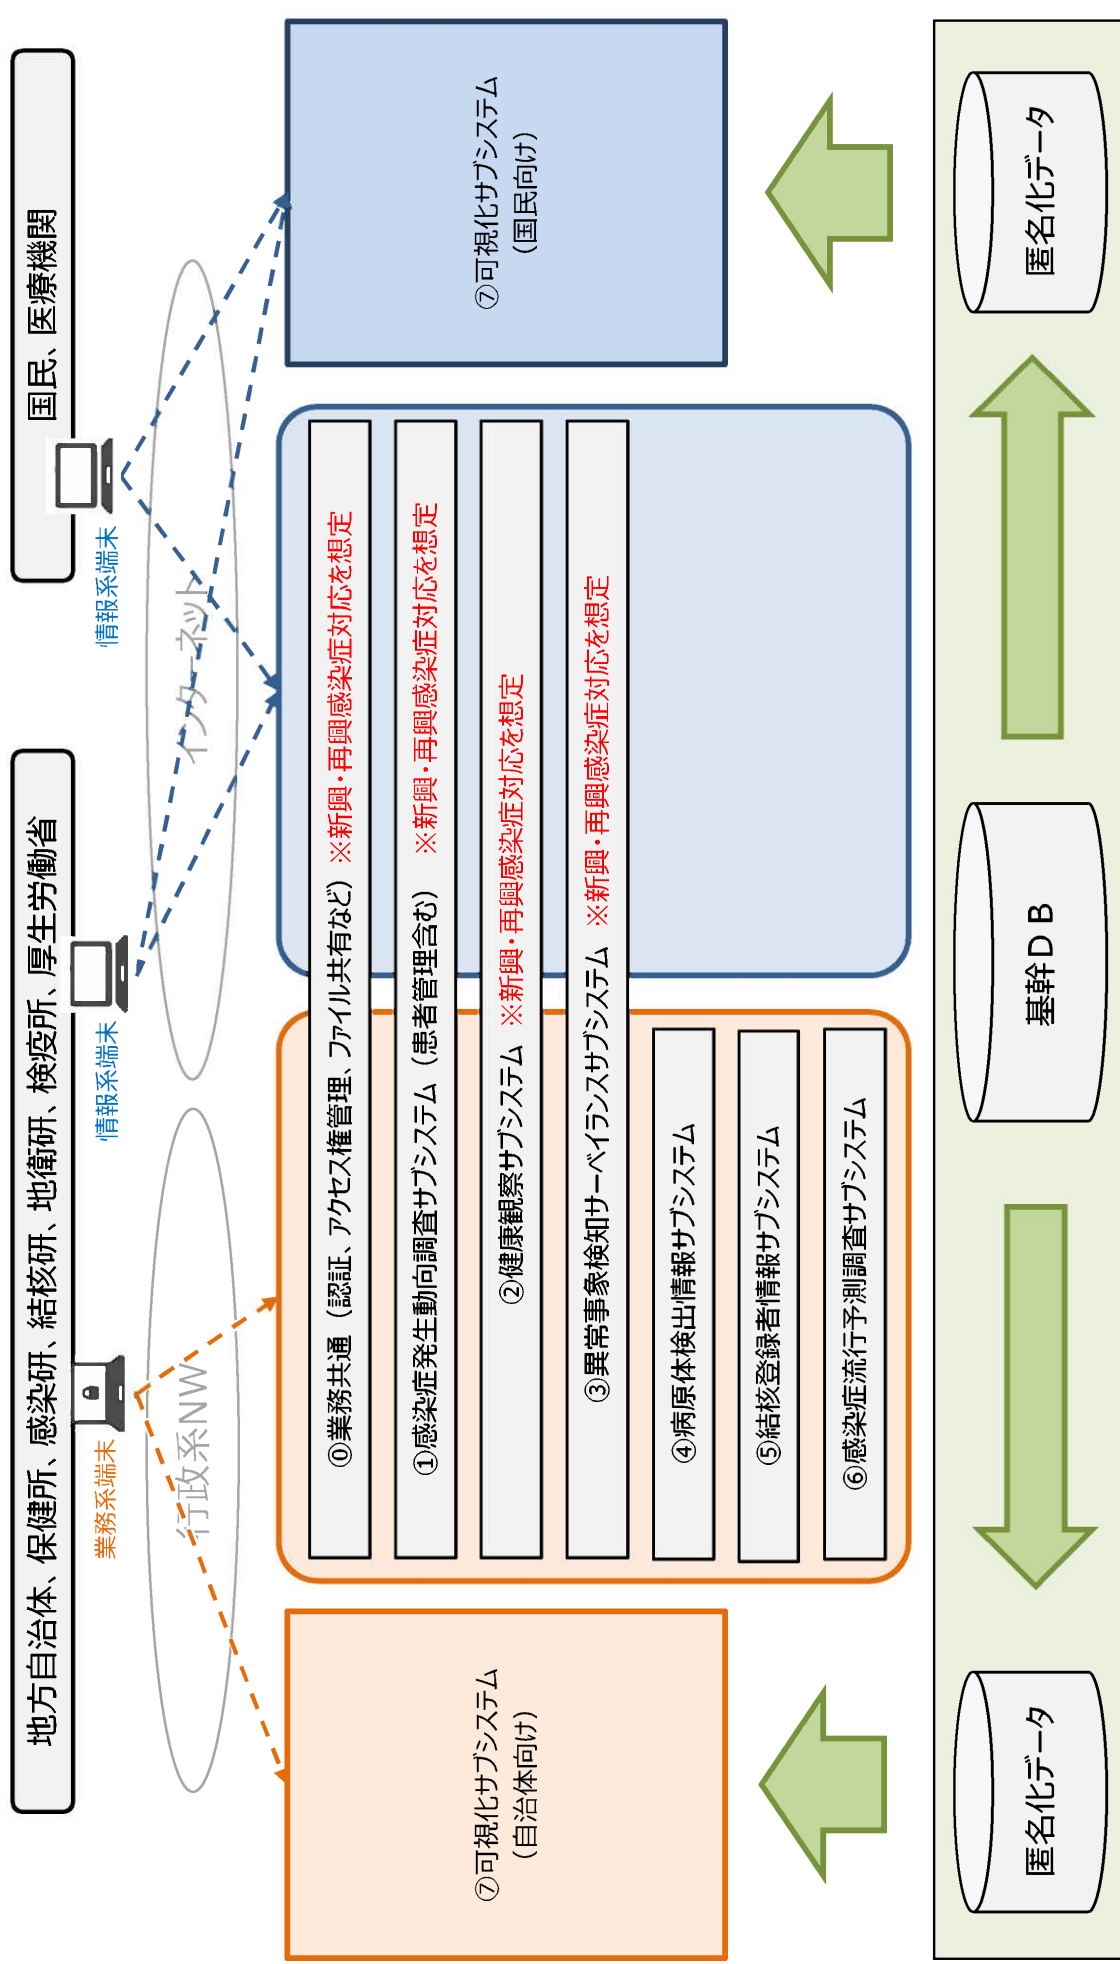 地方自治体、保健所、感染研、結核研、地衛研、検疫所、厚生労働省
国民、医療機関
業務系端末
情報系端末
情報系端末
行政系NW
インターネット
⑦可視化サブシステム
（自治体向け）
⓪業務共通（認証、アクセス権管理、ファイル共有など）※新興・再興感染症対応を想定
①感染症発生動向調査サブシステム（患者管理含む）　※新興・再興感染症対応を想定
②健康観察サブシステム　※新興・再興感染症対応を想定
③異常事象検知サーベイランスサブシステム　※新興・再興感染症対応を想定
④病原体検出情報サブシステム
⑤結核登録者情報サブシステム
⑥感染症流行予測調査サブシステム
⑦可視化サブシステム
（国民向け）
匿名化データ
基幹ＤＢ
匿名化データ